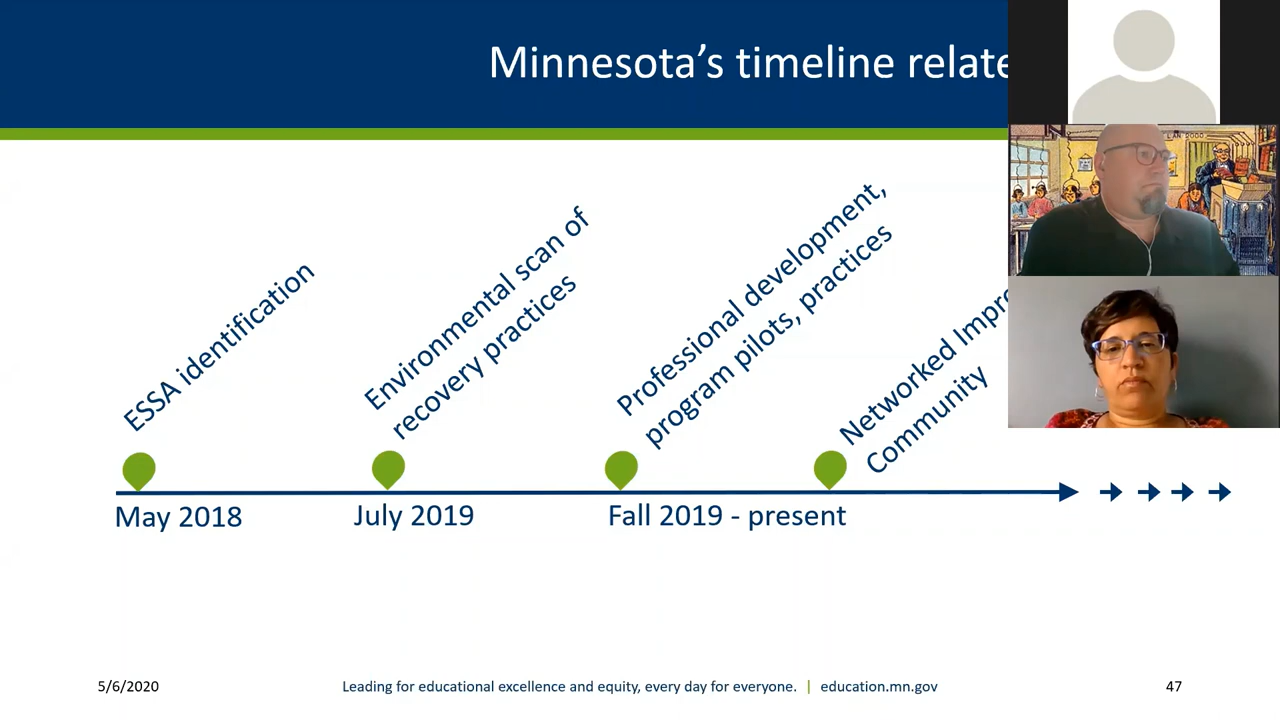 Minnesota's timeline relate
ESSA identification
Environmental scan of
recovery practices
Professional development,
program pilots, practices
Networked Impro
Community
May 2018
July 2019
Fall 2019 - present
5/6/2020
Leading for educational excellence and equity, every day for everyone. | education.mn.gov
47